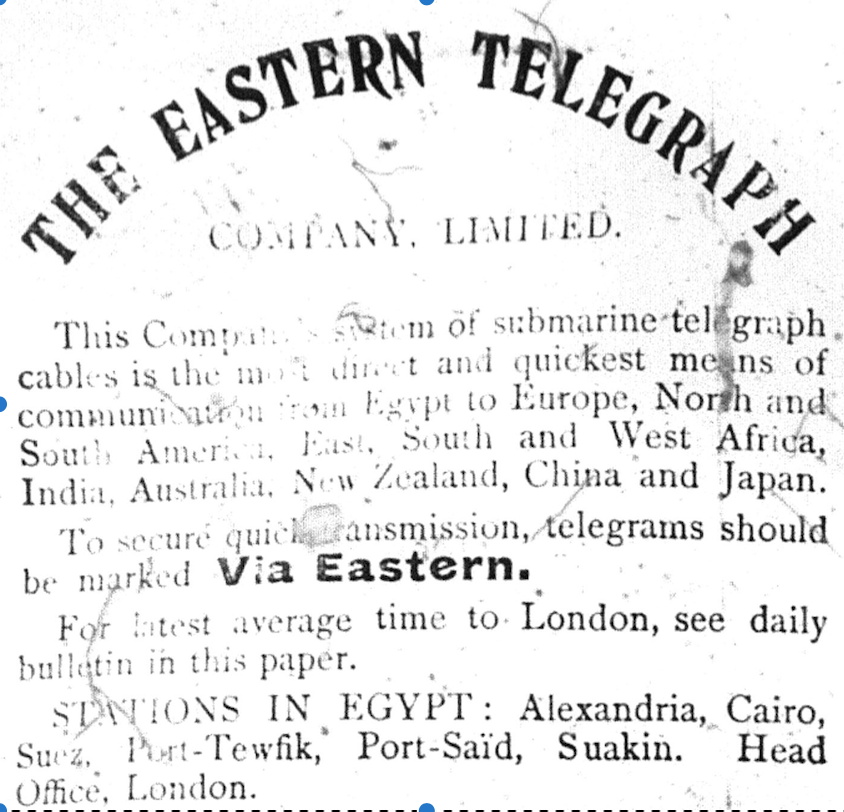 THE EASTERN TELEGRAPH
COMPANY, LIMITED.
This Company's system of submarine telegraph
cables is the most direct and quickest means of
communication from Egypt to Europe, North and
South America, East, South and West Africa,
India, Australia, New Zealand, China and Japan.
To secure quick transmission, telegrams should
be marked Via Eastern.
For latest average time to London, see daily
bulletin in this paper.
STATIONS IN EGYPT: Alexandria, Cairo,
Suez, Port-Tewfik, Port-Saïd, Suakin. Head
Office, London.